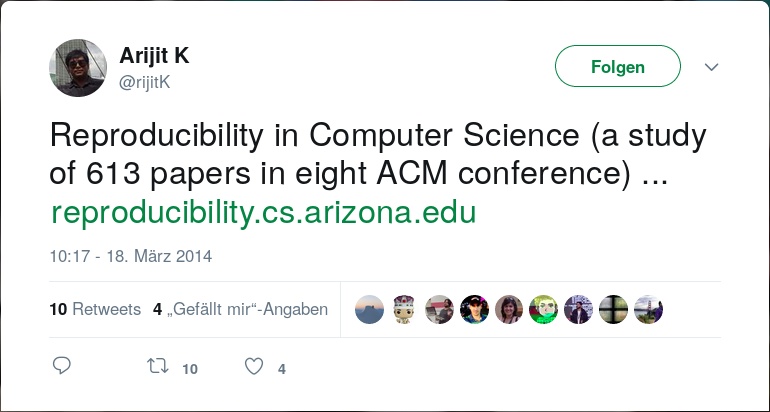 Arijit K
@rijitK
Folgen
Reproducibility in Computer Science (a study
of 613 papers in eight ACM conference) ...
reproducibility.cs.arizona.edu
10:17 - 18. März 2014
10 Retweets 4 „Gefällt mir“-Angaben
10 4